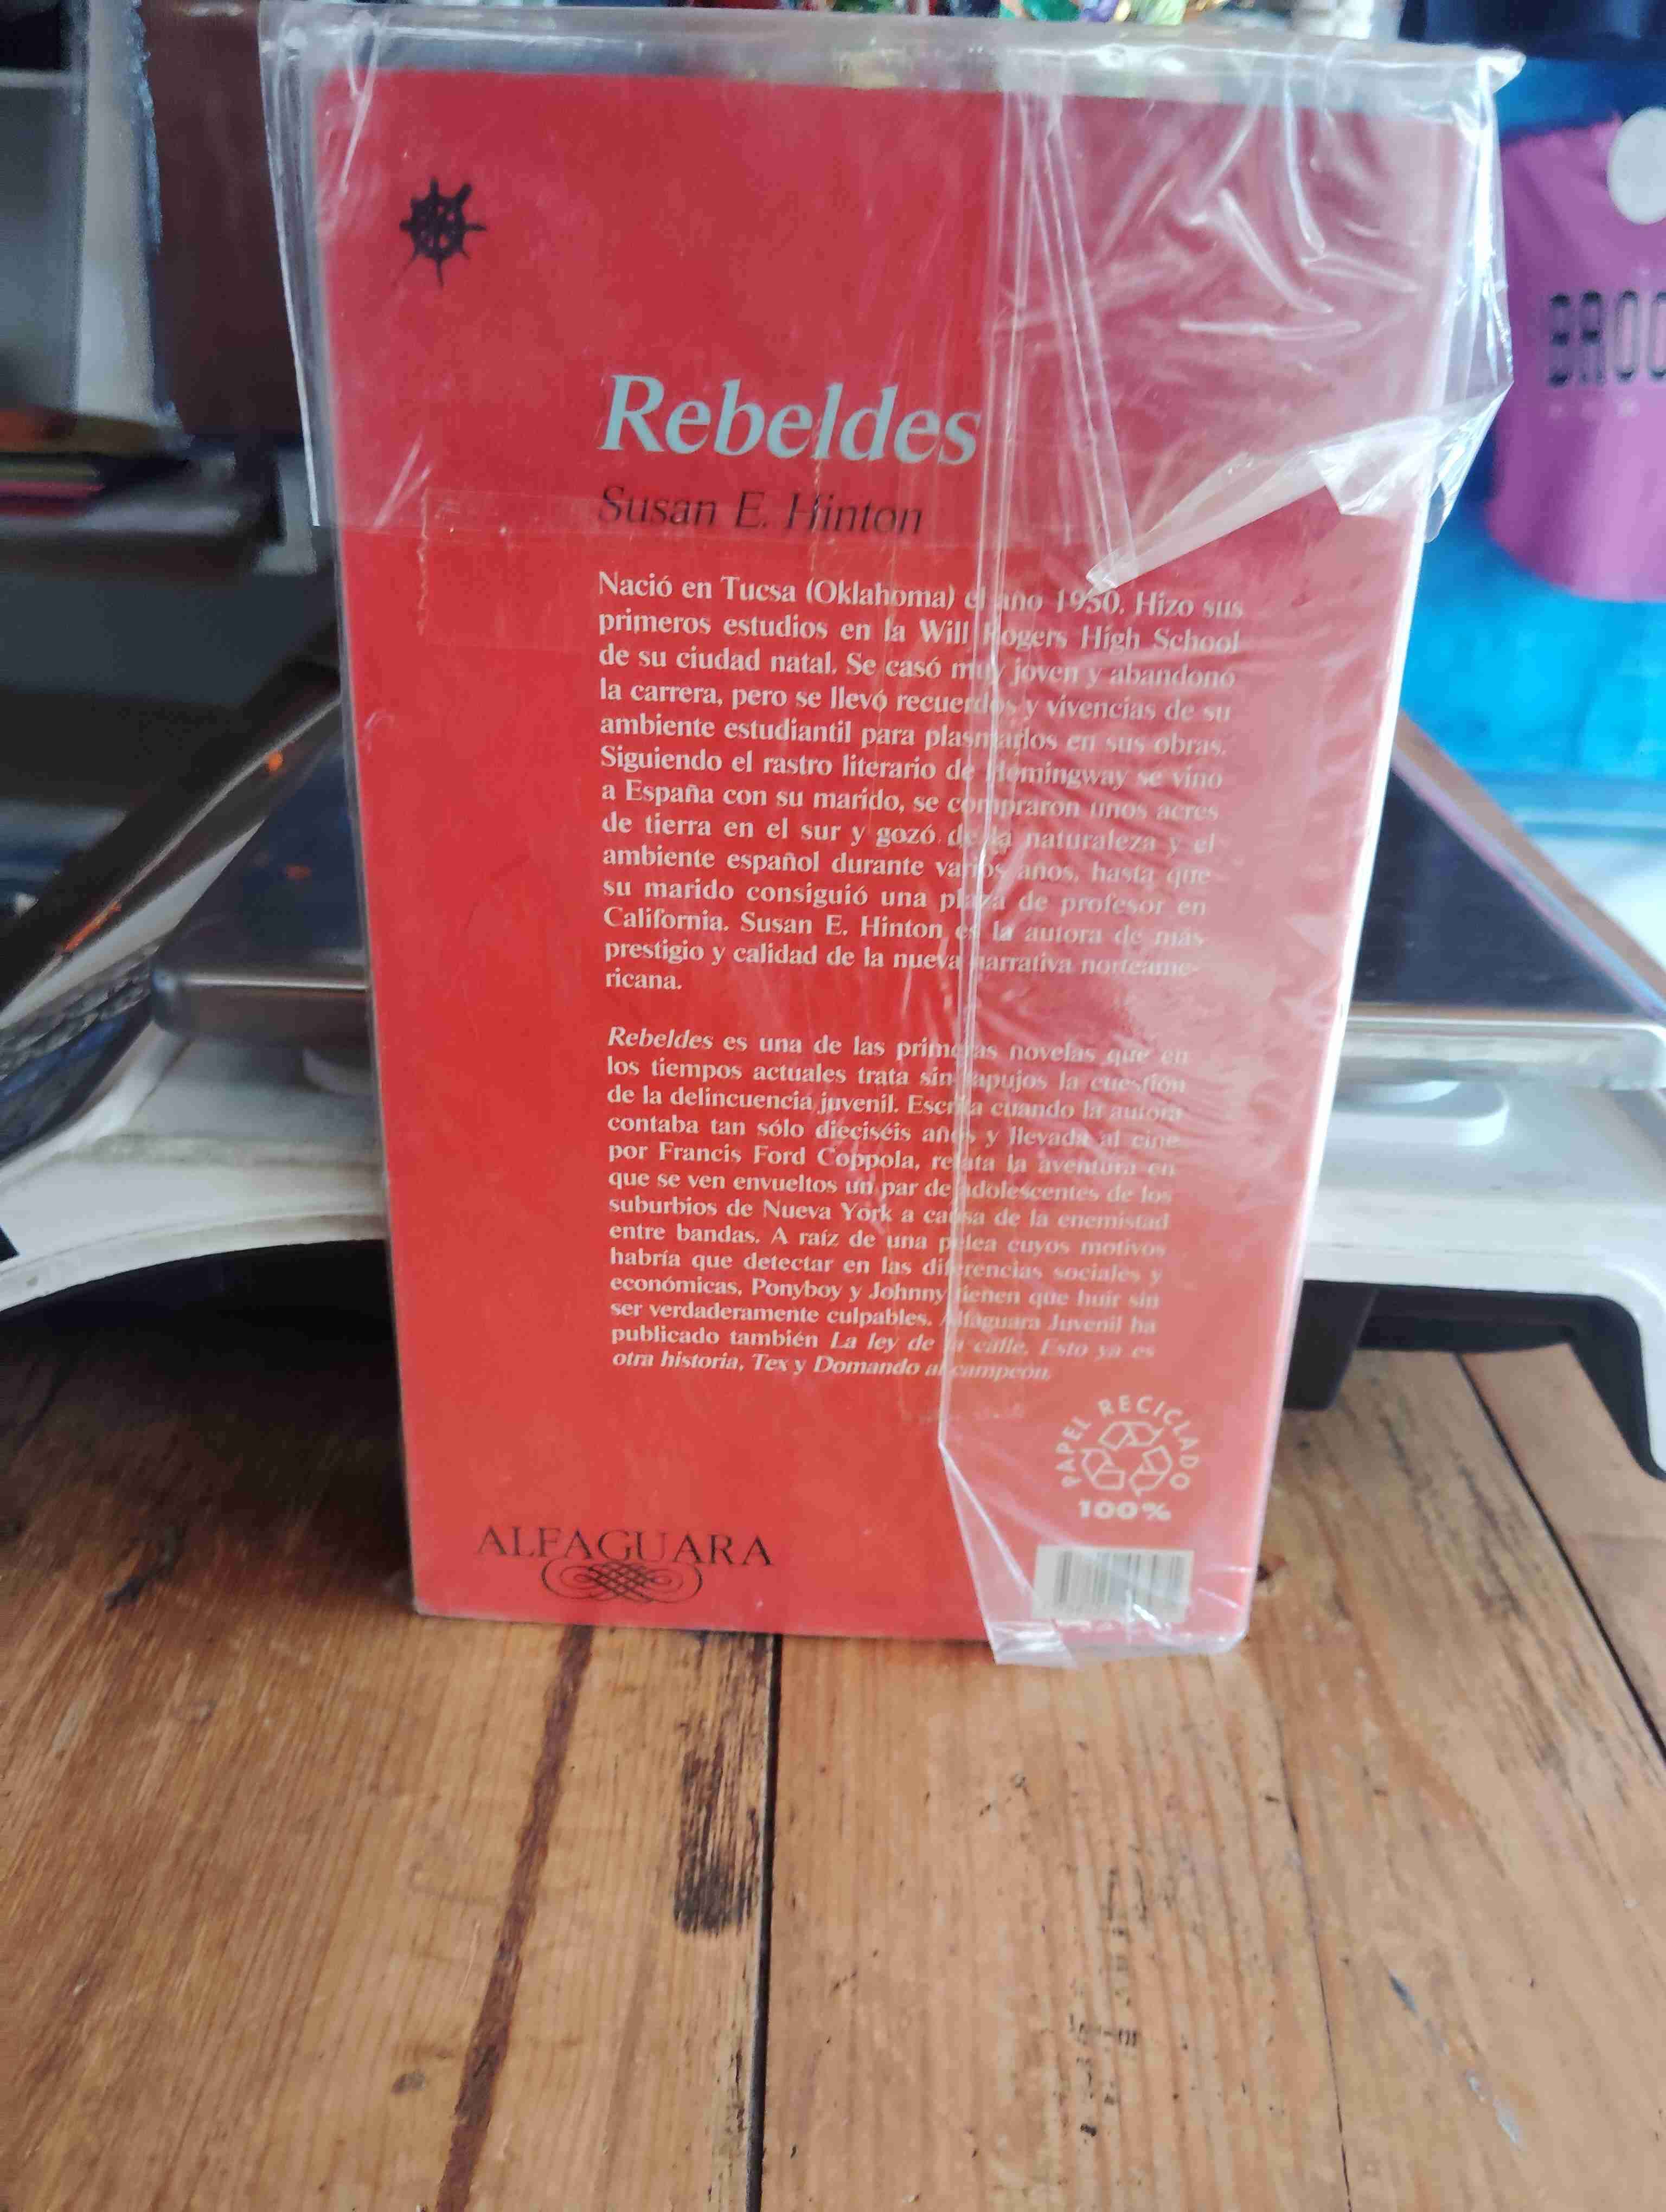 Rebeldes
Susan E. Hinton
Nació en Tucsa (Oklahoma) el año 1950. Hizo sus
primeros estudios en la Will Rogers High School
de su ciudad natal. Se casó muy joven y abandonó
la carrera, pero se llevó recuerdos y vivencias de su
ambiente estudiantil para plasmarlos en sus obras.
Siguiendo el rastro literario de Hemingway se vino
a España con su marido, se compraron unos acres
de tierra en el sur y gozó de la naturaleza y el
ambiente español durante varios años, hasta que
su marido consiguió una plaza de profesor en
California. Susan E. Hinton es la autora de más
prestigio y calidad de la nueva narrativa norteame-
ricana.
Rebeldes es una de las primeras novelas que en
los tiempos actuales trata sin tapujos la cuestión
de la delincuencia juvenil. Escrita cuando la autora
contaba tan sólo dieciséis años y llevada al cine
por Francis Ford Coppola, relata la aventura en
que se ven envueltos un par de adolescentes de los
suburbios de Nueva York a causa de la enemistad
entre bandas. A raíz de una pelea cuyos motivos
habría que detectar en las diferencias sociales y
económicas, Ponyboy y Johnny tienen que huir sin
ser verdaderamente culpables. Alfaguara Juvenil ha
publicado también La ley de la calle, Esto ya es
otra historia, Tex y Domando al campeón.
PAPEL RECICLADO
100%
ALFAGUARA
BROO